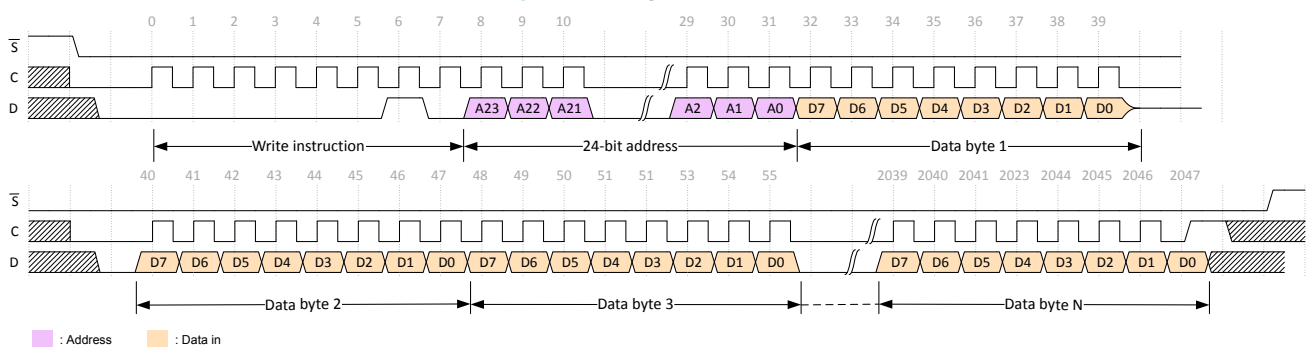 0 1 2 3 4 5 6 7 8 9 10 29 30 31 32 33 34 35 36 37 38 39
S
C
D A23 A22 A21 A2 A1 A0 D7 D6 D5 D4 D3 D2 D1 D0
Write instruction 24-bit address Data byte 1
40 41 42 43 44 45 46 47 48 49 50 51 51 53 54 55 2039 2040 2041 2023 2044 2045 2046 2047
S
C
D D7 D6 D5 D4 D3 D2 D1 D0 D7 D6 D5 D4 D3 D2 D1 D0 D7 D6 D5 D4 D3 D2 D1 D0
Data byte 2 Data byte 3 Data byte N
: Address : Data in